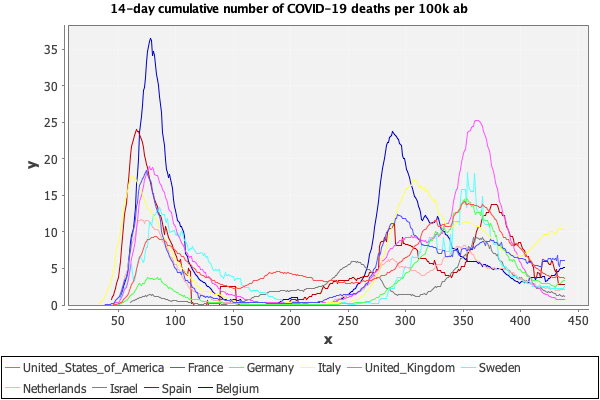 14-day cumulative number of COVID-19 deaths per 100k ab
35
30
25
20
15
10
5
0
y
50 100 150 200 250 300 350 400 450
x
United_States_of_America France Germany Italy United_Kingdom Sweden
Netherlands Israel Spain Belgium